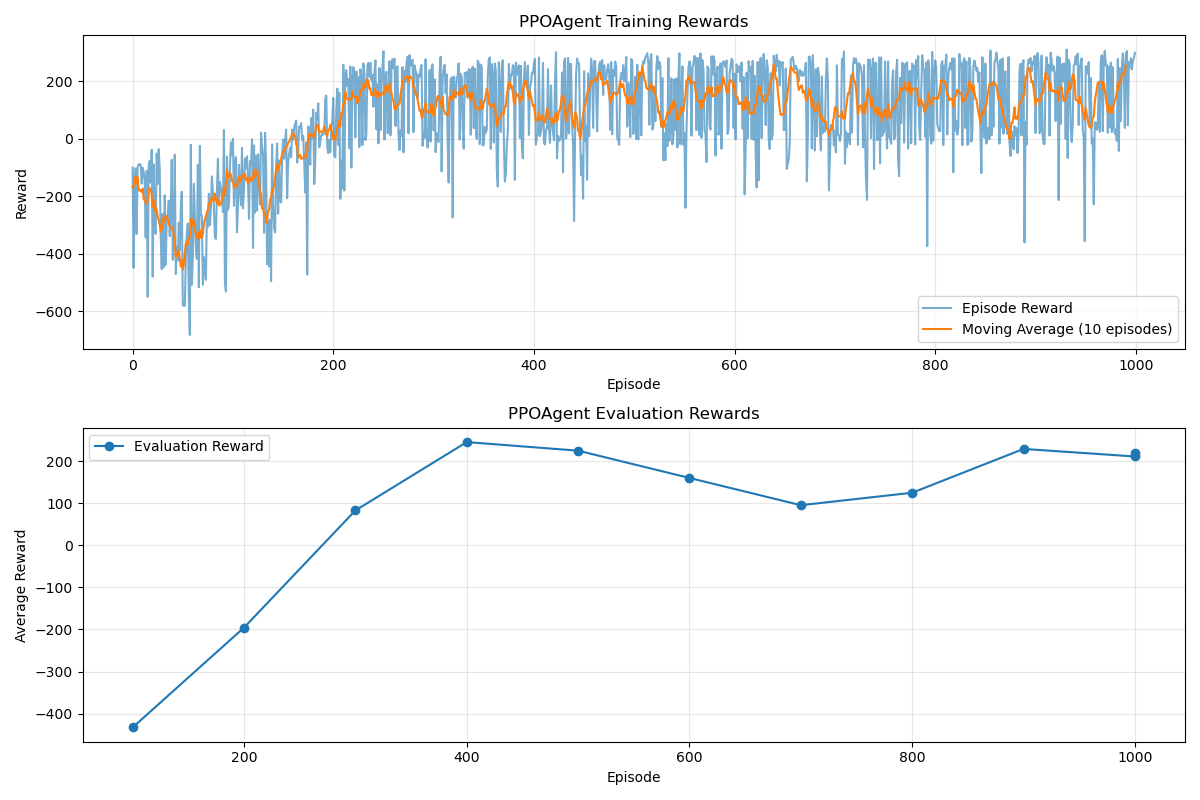 PPOAgent Training Rewards
200
0
−200
−400
−600
Reward
Episode Reward
Moving Average (10 episodes)
0
200
400
600
800
1000
Episode
PPOAgent Evaluation Rewards
Evaluation Reward
200
100
0
−100
−200
−300
−400
Average Reward
200
400
600
800
1000
Episode